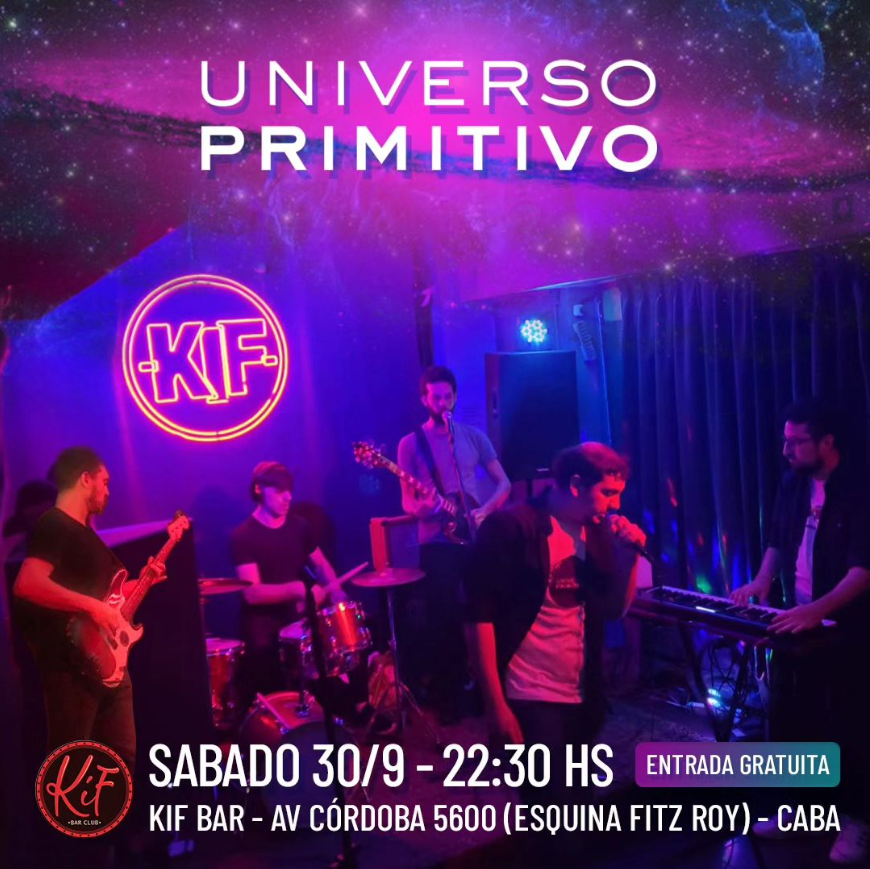 UNIVERSO
PRIMITIVO
KIF
SABADO 30/9 - 22:30 HS
ENTRADA GRATUITA
KiF
-BAR CLUB-
KIF BAR - AV CÓRDOBA 5600 (ESQUINA FITZ ROY) - CABA